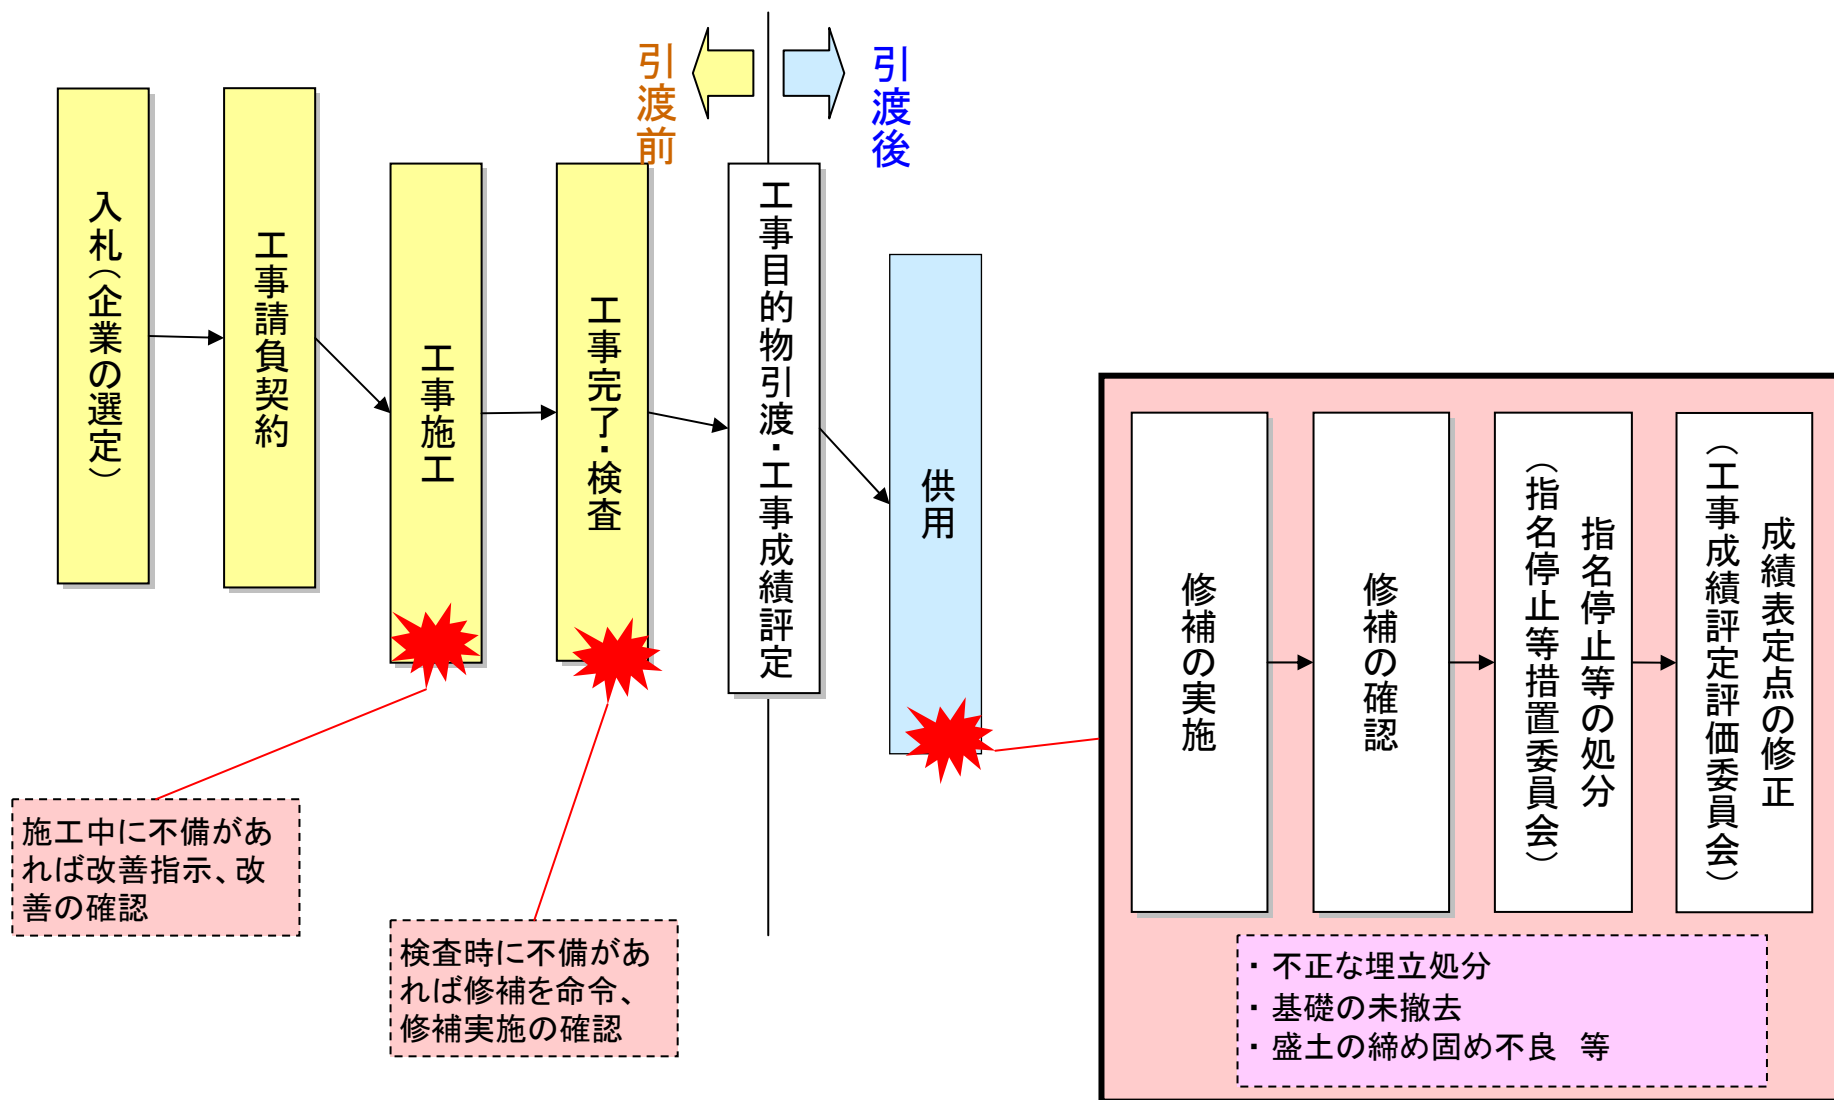 引渡前
引渡後
入札（企業の選定）
工事請負契約
工事施工
工事完了・検査
工事目的物引渡・工事成績評定
供用
施工中に不備があ
れば改善指示、改
善の確認
検査時に不備があ
れば修補を命令、
修補実施の確認
修補の実施
修補の確認
指名停止等の処分
（指名停止等措置委員会）
成績表定点の修正
（工事成績評定評価委員会）
・不正な埋立処分
・基礎の未撤去
・盛土の締め固め不良　等